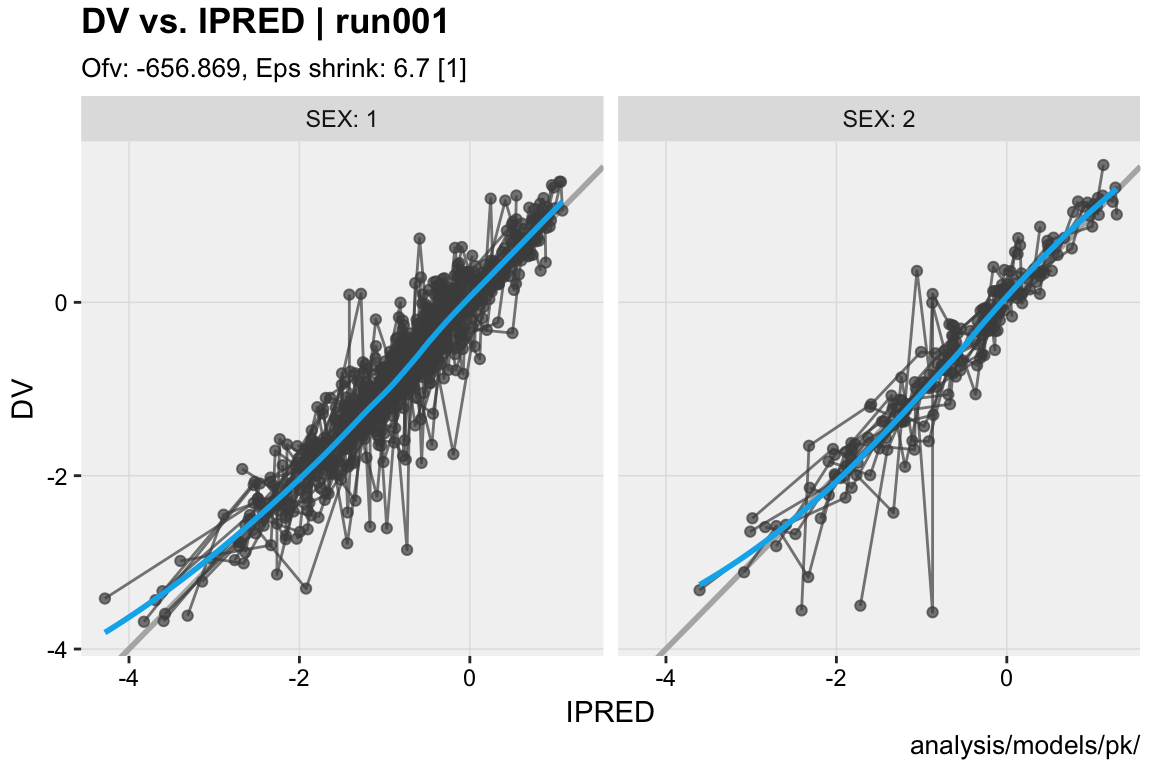 DV vs. IPRED | run001
Ofv: -656.869, Eps shrink: 6.7 [1]
SEX: 1
SEX: 2
DV
0
-2
-4
-4
-2
0
-4
-2
0
IPRED
analysis/models/pk/